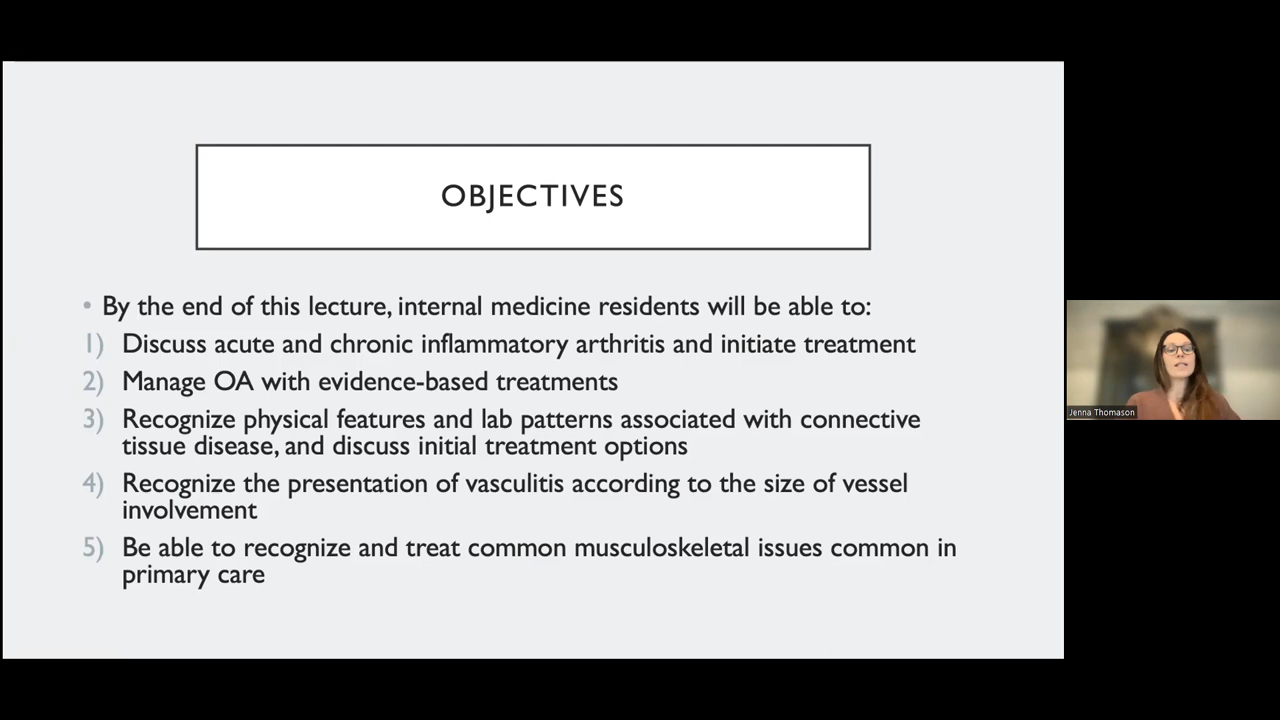 OBJECTIVES
• By the end of this lecture, internal medicine residents will be able to:
1) Discuss acute and chronic inflammatory arthritis and initiate treatment
2) Manage OA with evidence-based treatments
3) Recognize physical features and lab patterns associated with connective
tissue disease, and discuss initial treatment options
4) Recognize the presentation of vasculitis according to the size of vessel
involvement
5) Be able to recognize and treat common musculoskeletal issues common in
primary care
Jenna Thomason